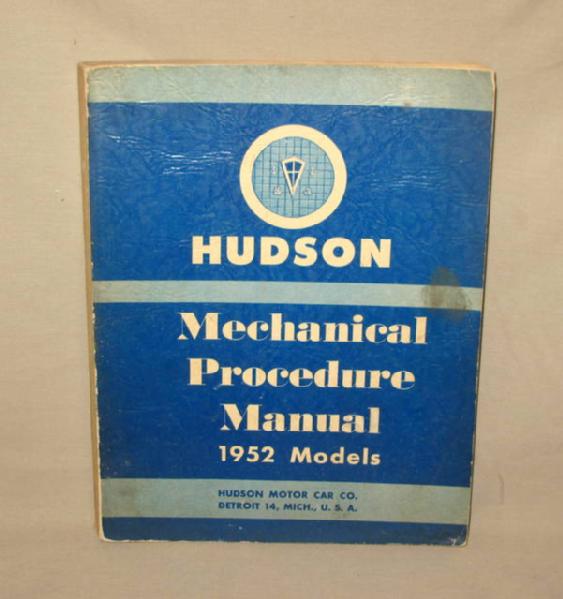 HUDSON
Mechanical
Procedure
Manual
1952 Models
HUDSON MOTOR CAR CO.
DETROIT 14, MICH., U. S. A.